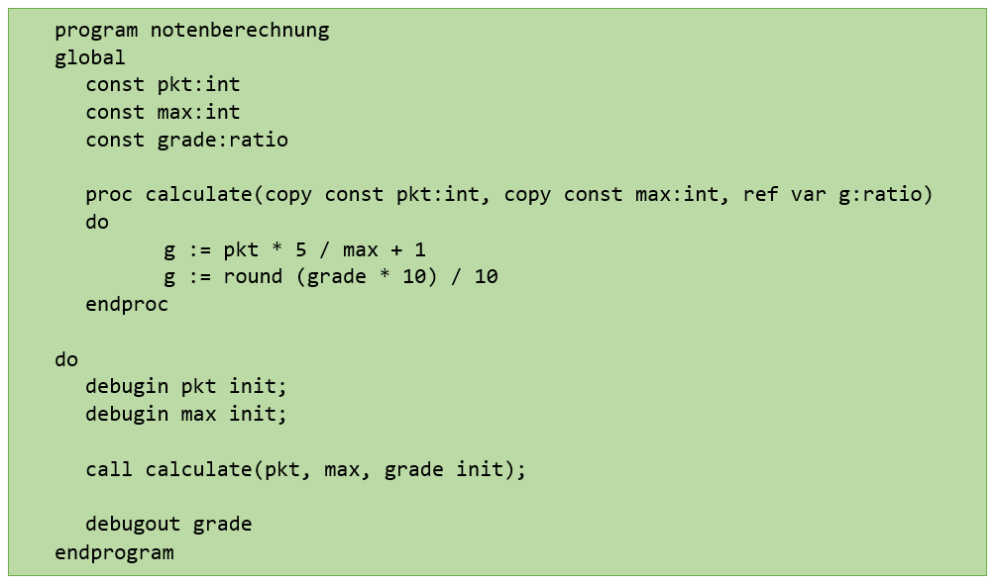 program notenberechnung
global
const pkt:int
const max:int
const grade:ratio
proc calculate(copy const pkt:int, copy const max:int, ref var g:ratio)
do
g := pkt * 5 / max + 1
g := round (grade * 10) / 10
endproc
do
debugin pkt init;
debugin max init;
call calculate(pkt, max, grade init);
debugout grade
endprogram